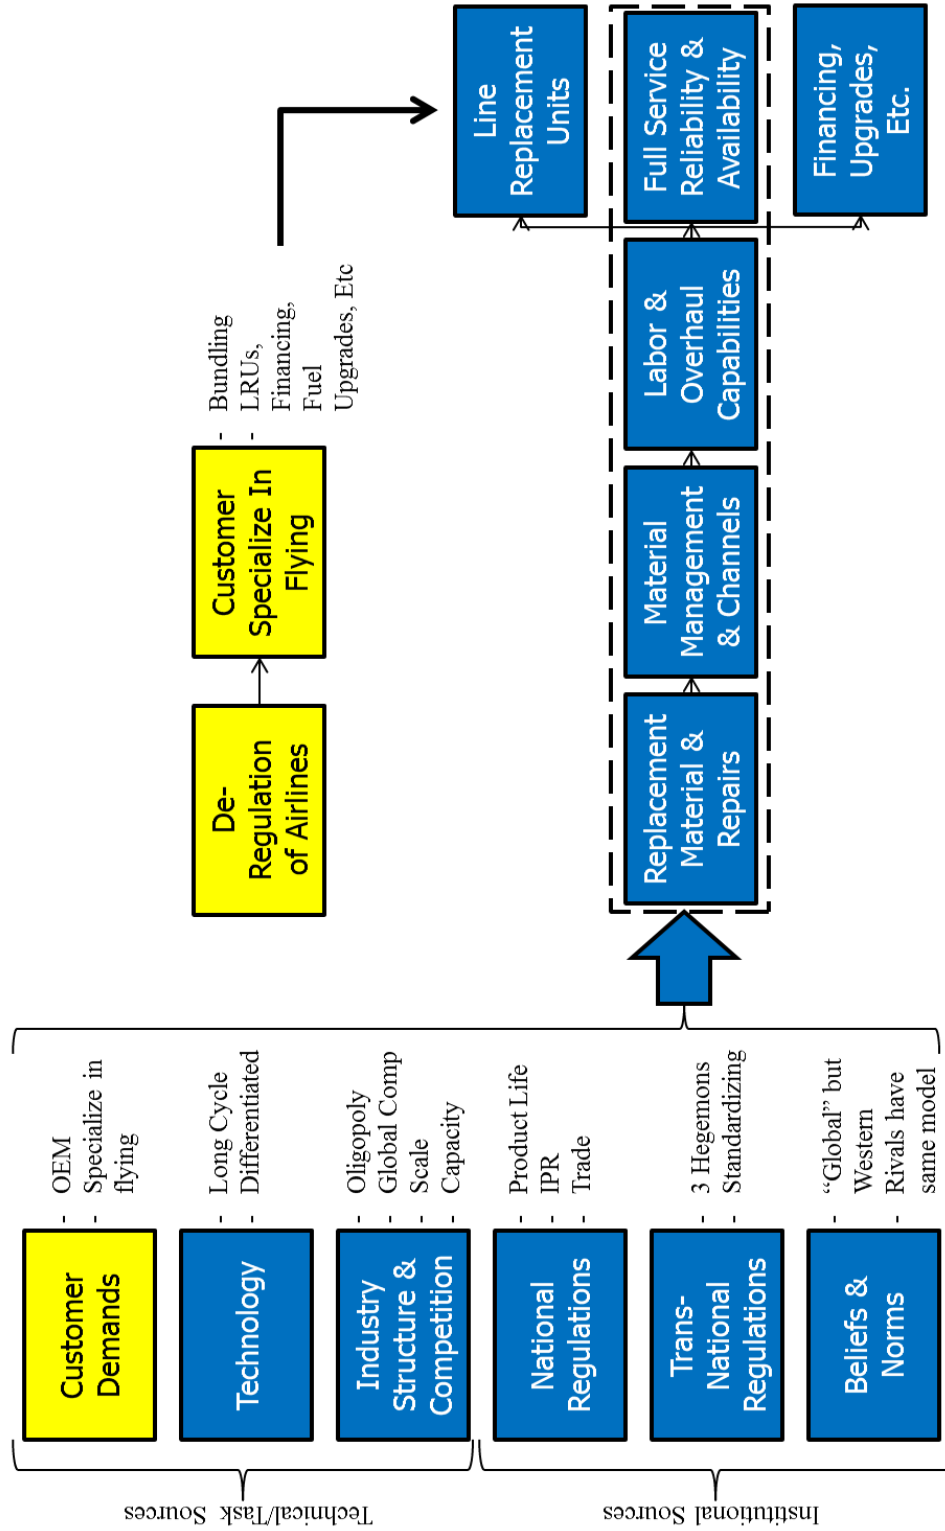 Technical/Task Sources
Customer
Demands
- OEM
- Specialize in
flying
Technology
- Long Cycle
- Differentiated
Industry
Structure &
Competition
- Oligopoly
- Global Comp
- Scale
- Capacity
Institutional Sources
National
Regulations
- Product Life
- IPR
- Trade
Trans-
National
Regulations
- 3 Hegemons
- Standardizing
Beliefs &
Norms
- “Global” but
Western
- Rivals have
same model
De-
Regulation
of Airlines
Customer
Specialize In
Flying
- Bundling
- LRUs,
Financing,
Fuel
Upgrades, Etc
Replacement
Material &
Repairs
Material
Management
& Channels
Labor &
Overhaul
Capabilities
Line
Replacement
Units
Full Service
Reliability &
Availability
Financing,
Upgrades,
Etc.